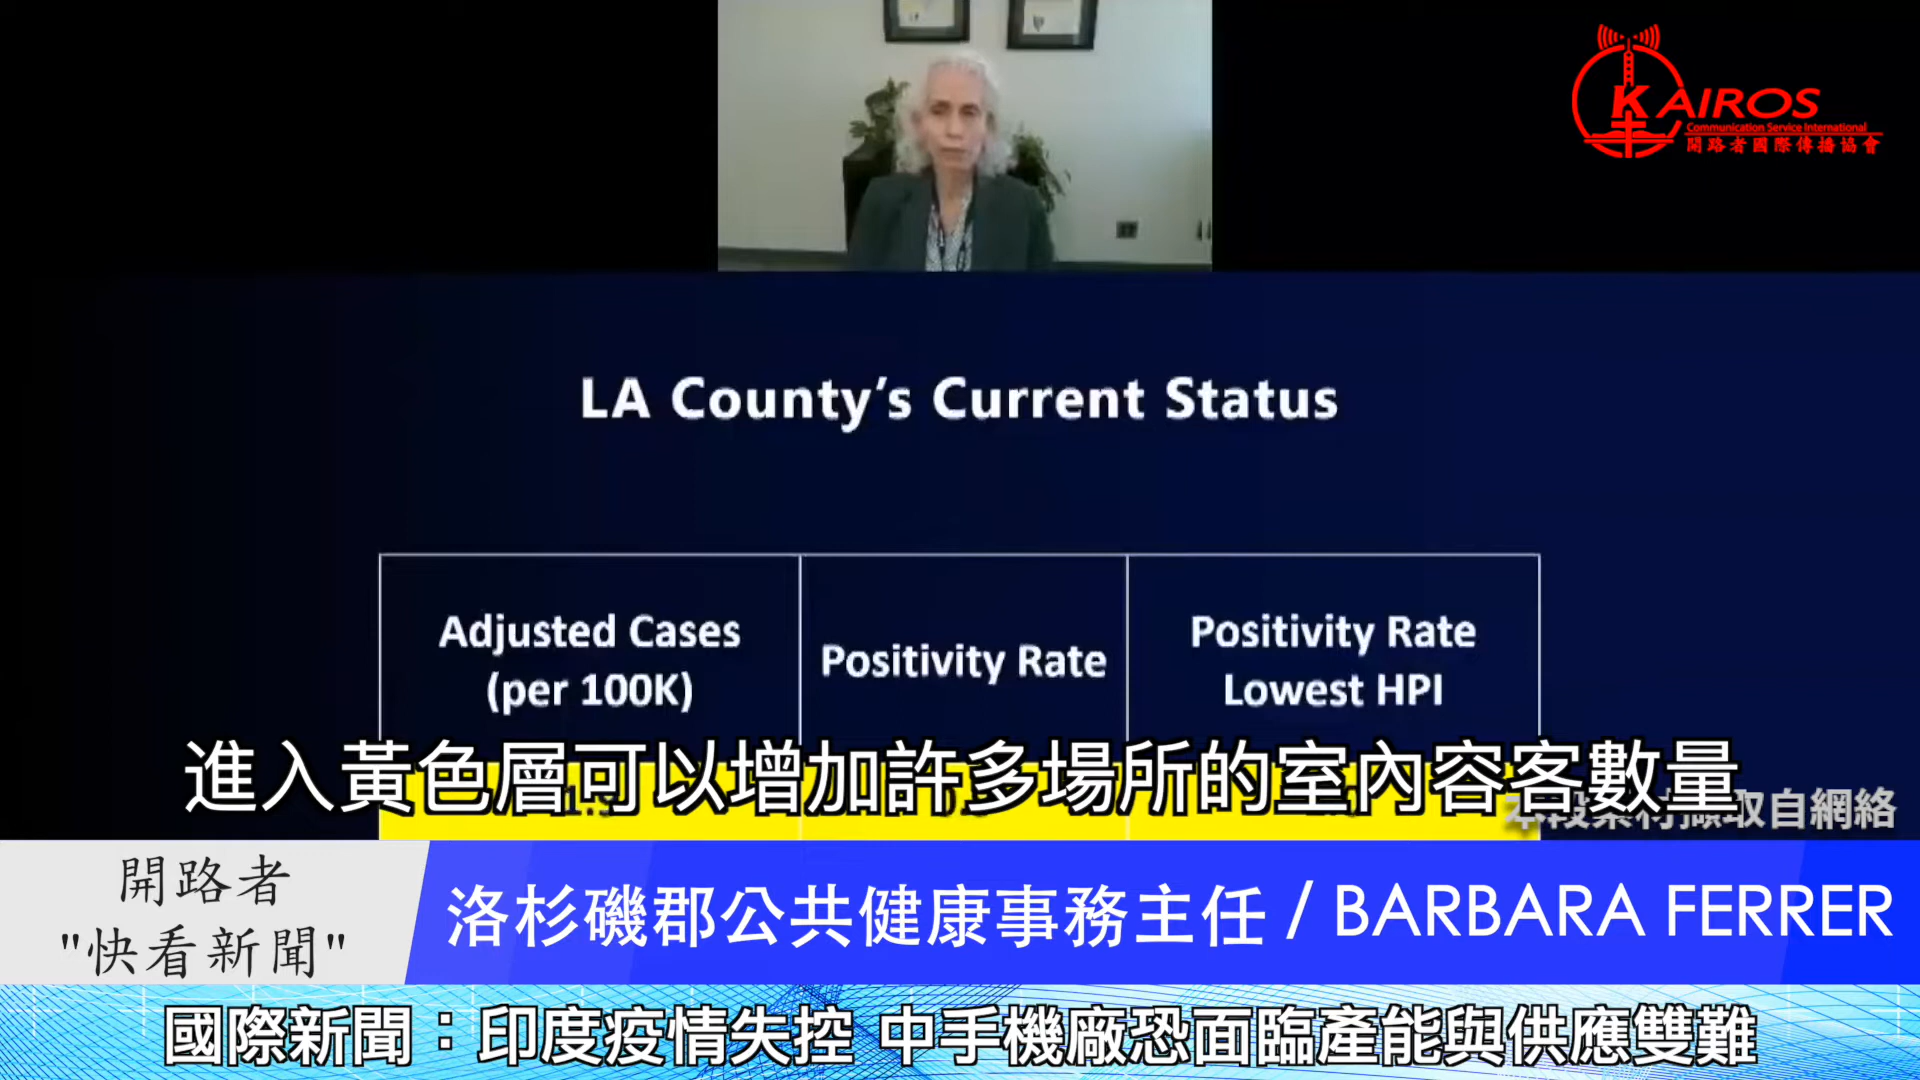 KAIROS
Communication Service International
開路者國際傳播協會
LA County's Current Status
Adjusted Cases
(per 100K)
Positivity Rate
Positivity Rate
Lowest HPI
進入黃色層可以增加許多場所的室內容客數量
取自網絡
開路者
"快看新聞"
洛杉磯郡公共健康事務主任 / BARBARA FERRER
國際新聞：印度疫情失控 中手機廠恐面臨產能與供應雙難